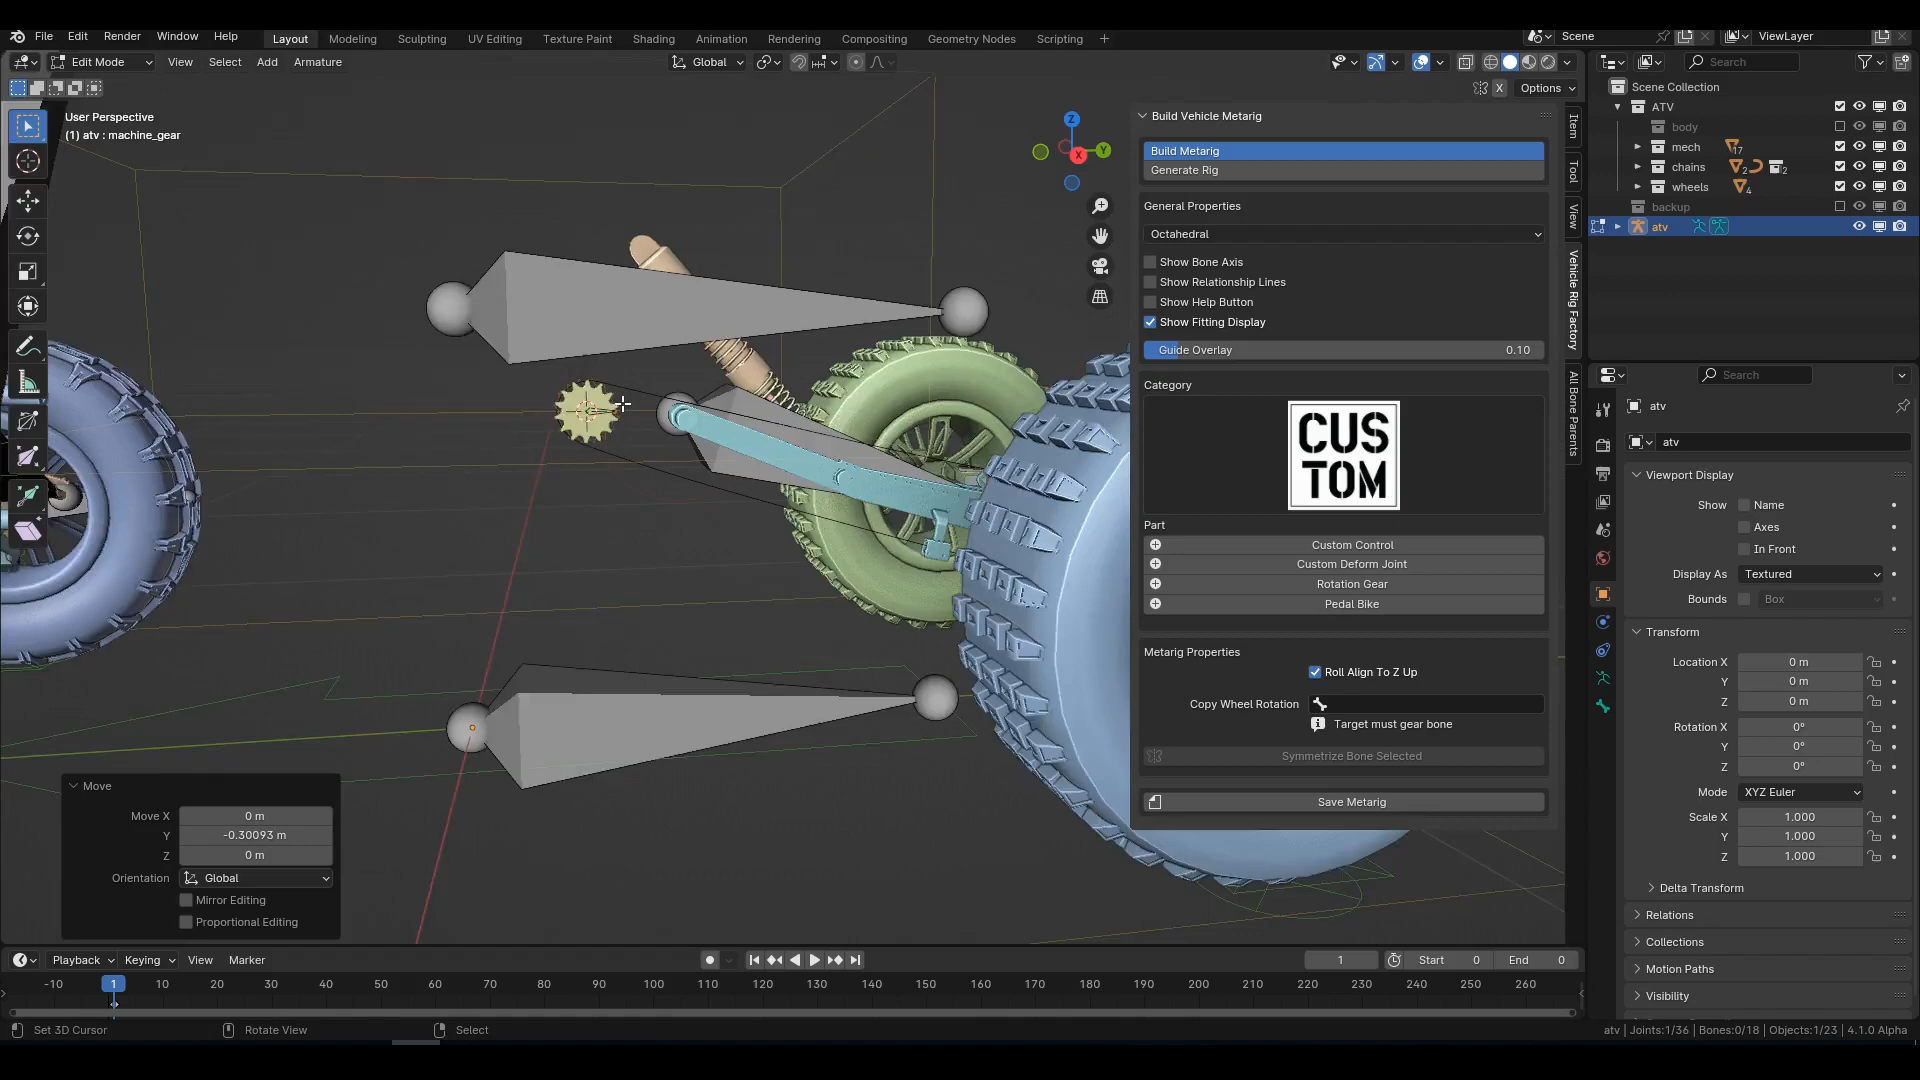 File Edit Render Window Help
Layout Modeling Sculpting UV Editing Texture Paint Shading Animation Rendering Compositing Geometry Nodes Scripting +
Scene ViewLayer
Edit Mode View Select Add Armature
Global
X Options
User Perspective
(1) atv : machine_gear
Z
Y
X
Build Vehicle Metarig
Build Metarig
Generate Rig
General Properties
Octahedral
Show Bone Axis
Show Relationship Lines
Show Help Button
Show Fitting Display
Guide Overlay 0.10
Category
CUS
TOM
Part
Custom Control
Custom Deform Joint
Rotation Gear
Pedal Bike
Metarig Properties
Roll Align To Z Up
Copy Wheel Rotation
Target must gear bone
Symmetrize Bone Selected
Save Metarig
Item
Tool
View
Vehicle Rig Factory
All Bone Parents
Search
Scene Collection
ATV
body
mech 17
chains 2 2
wheels 4
backup
atv
Search
atv
atv
Viewport Display
Show Name
Axes
In Front
Display As Textured
Bounds Box
Transform
Location X 0 m
Y 0 m
Z 0 m
Rotation X 0°
Y 0°
Z 0°
Mode XYZ Euler
Scale X 1.000
Y 1.000
Z 1.000
Delta Transform
Relations
Collections
Motion Paths
Visibility
Move
Move X 0 m
Y -0.30093 m
Z 0 m
Orientation Global
Mirror Editing
Proportional Editing
Playback Keying View Marker
1 Start 0 End 0
-10 1 10 20 30 40 50 60 70 80 90 100 110 120 130 140 150 160 170 180 190 200 210 220 230 240 250 260
Set 3D Cursor Rotate View Select
atv | Joints:1/36 | Bones:0/18 | Objects:1/23 | 4.1.0 Alpha